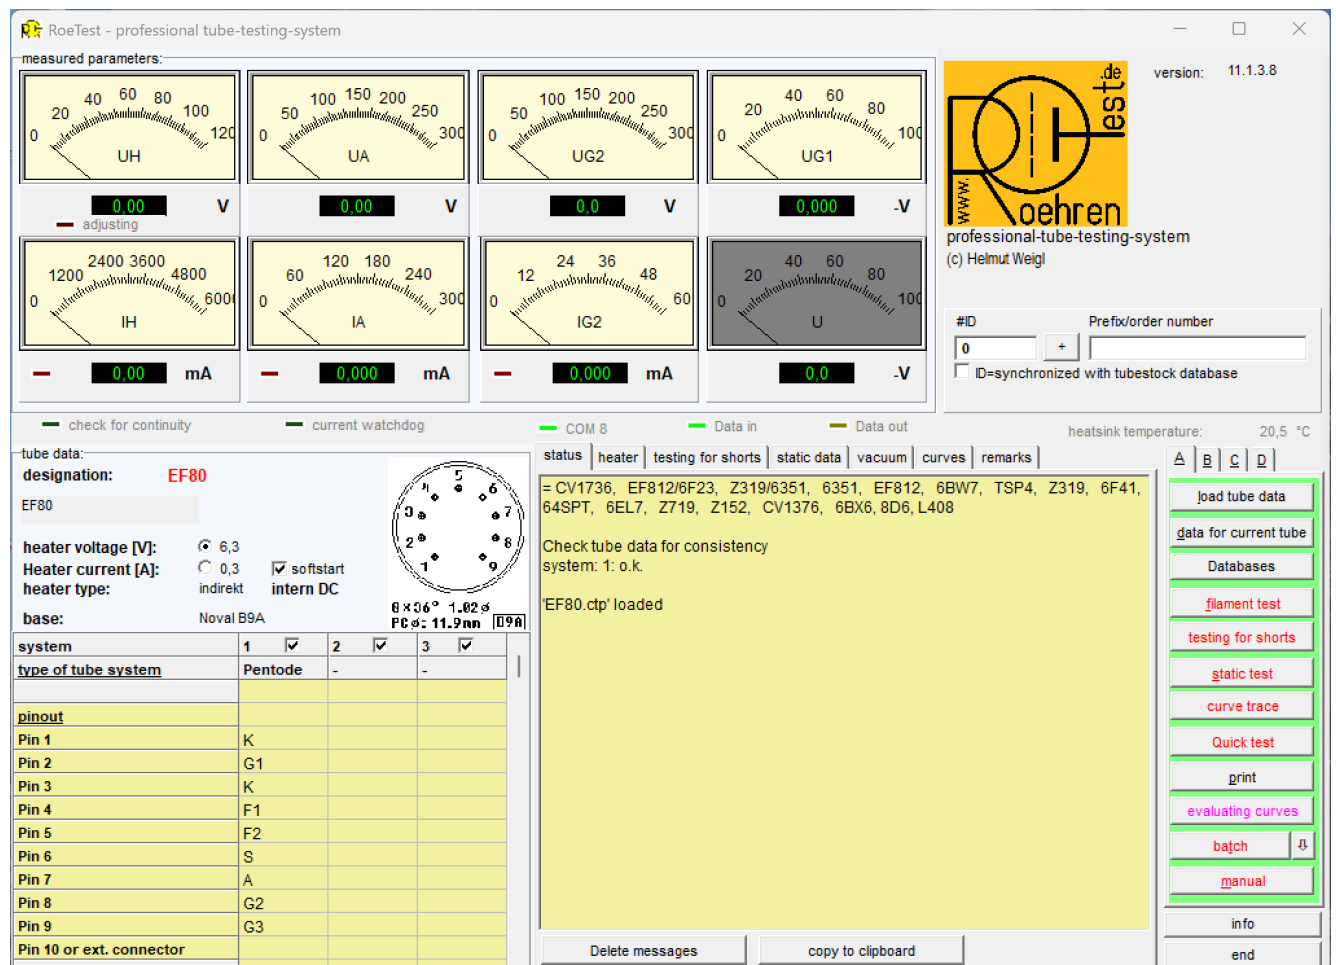 RoeTest - professional tube-testing-system
measured parameters:
0 20 40 60 80 100 120
UH
0,00 V
adjusting
0 50 100 150 200 250 300
UA
0,00 V
0 50 100 150 200 250 300
UG2
0,0 V
0 20 40 60 80 100
UG1
0,000 -V
0 1200 2400 3600 4800 6000
IH
0,00 mA
0 60 120 180 240 300
IA
0,000 mA
0 12 24 36 48 60
IG2
0,000 mA
0 20 40 60 80 100
U
0,0 -V
www.Roehrentest.de
version: 11.1.3.8
professional-tube-testing-system
(c) Helmut Weigl
#ID Prefix/order number
0 +
ID=synchronized with tubestock database
check for continuity current watchdog COM 8 Data in Data out heatsink temperature: 20,5 °C
tube data:
designation: EF80
EF80
heater voltage [V]: 6,3
Heater current [A]: 0,3 softstart
heater type: indirekt intern DC
base: Noval B9A
1 2 3 4 5 6 7 8 9
8×36° 1.02ø
PCø: 11.9mm B9A
system 1 2 3
type of tube system Pentode - -
pinout
Pin 1 K
Pin 2 G1
Pin 3 K
Pin 4 F1
Pin 5 F2
Pin 6 S
Pin 7 A
Pin 8 G2
Pin 9 G3
Pin 10 or ext. connector
status heater testing for shorts static data vacuum curves remarks
= CV1736, EF812/6F23, Z319/6351, 6351, EF812, 6BW7, TSP4, Z319, 6F41,
64SPT, 6EL7, Z719, Z152, CV1376, 6BX6, 8D6, L408
Check tube data for consistency
system: 1: o.k.
'EF80.ctp' loaded
Delete messages copy to clipboard
A B C D
load tube data
data for current tube
Databases
filament test
testing for shorts
static test
curve trace
Quick test
print
evaluating curves
batch
manual
info
end